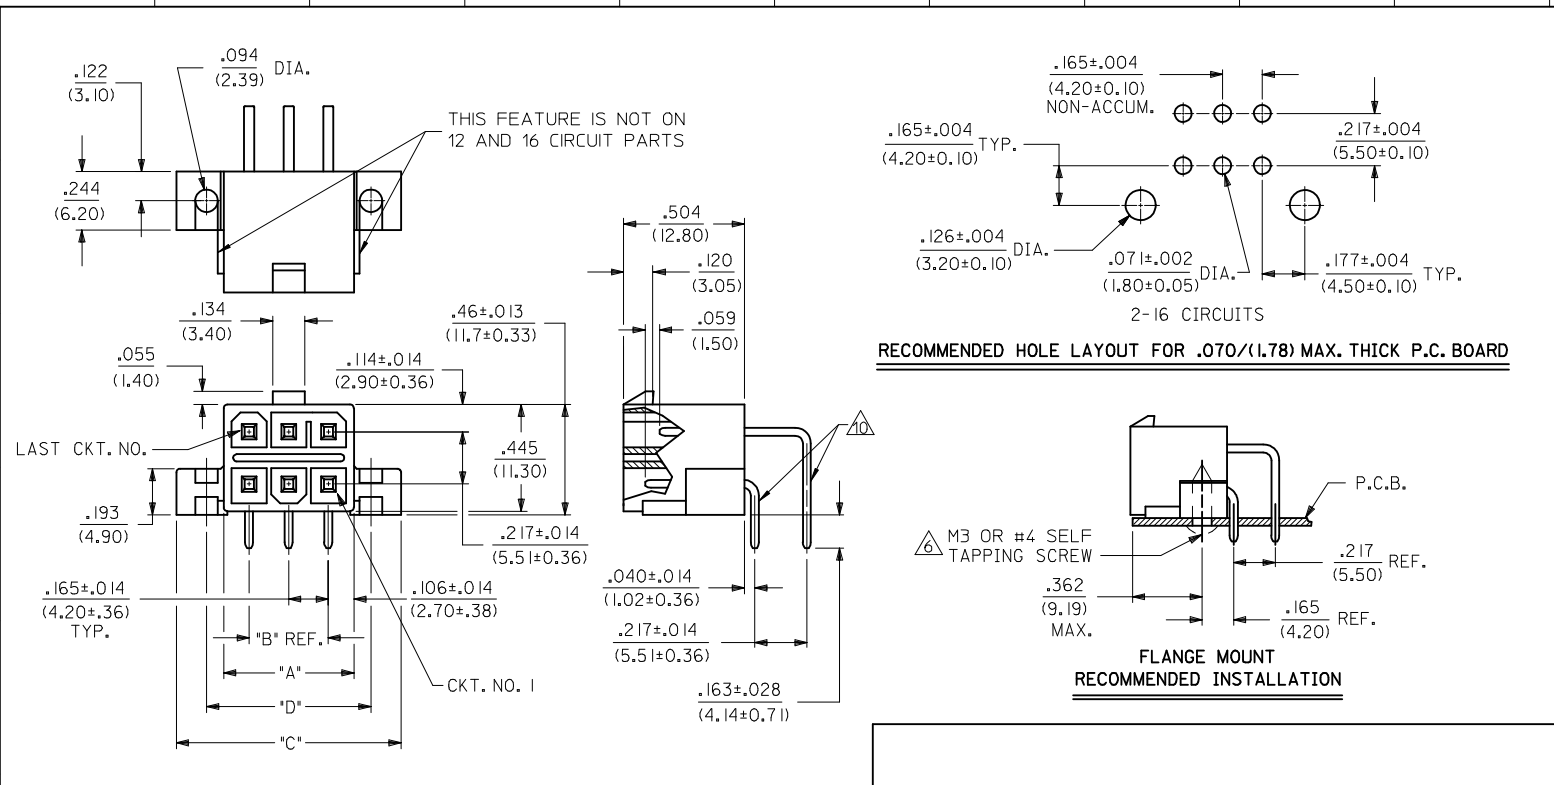 .122
(3.10)
.094
(2.39) DIA.
THIS FEATURE IS NOT ON
12 AND 16 CIRCUIT PARTS
.244
(6.20)
.134
(3.40)
.055
(1.40)
.46±.013
(11.7±0.33)
.114±.014
(2.90±0.36)
LAST CKT. NO.
.445
(11.30)
.193
(4.90)
.217±.014
(5.51±0.36)
.165±.014
(4.20±.36)
TYP.
.106±.014
(2.70±.38)
"B" REF.
"A"
CKT. NO. 1
"D"
"C"
.504
(12.80)
.120
(3.05)
.059
(1.50)
10
.040±.014
(1.02±0.36)
.217±.014
(5.51±0.36)
.163±.028
(4.14±0.71)
.165±.004
(4.20±0.10)
NON-ACCUM.
.165±.004
(4.20±0.10) TYP.
.217±.004
(5.50±0.10)
.126±.004
(3.20±0.10) DIA.
.071±.002
(1.80±0.05) DIA.
.177±.004
(4.50±0.10) TYP.
2-16 CIRCUITS
RECOMMENDED HOLE LAYOUT FOR .070/(1.78) MAX. THICK P.C. BOARD
P.C.B.
6 M3 OR #4 SELF
TAPPING SCREW
.217
(5.50) REF.
.362
(9.19)
MAX.
.165
(4.20) REF.
FLANGE MOUNT
RECOMMENDED INSTALLATION